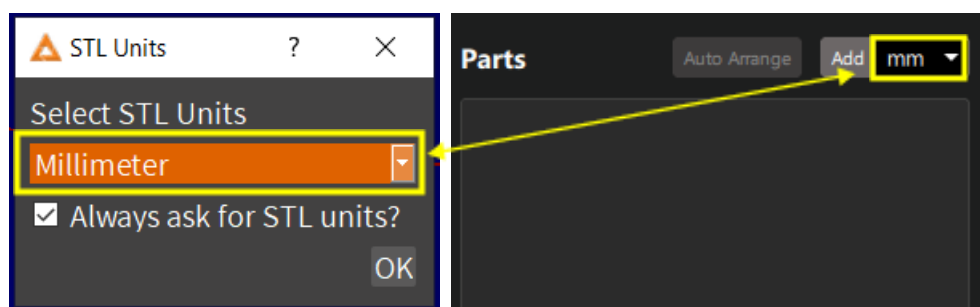 STL Units ?
Select STL Units
Millimeter
Always ask for STL units?
OK
Parts Auto Arrange Add mm